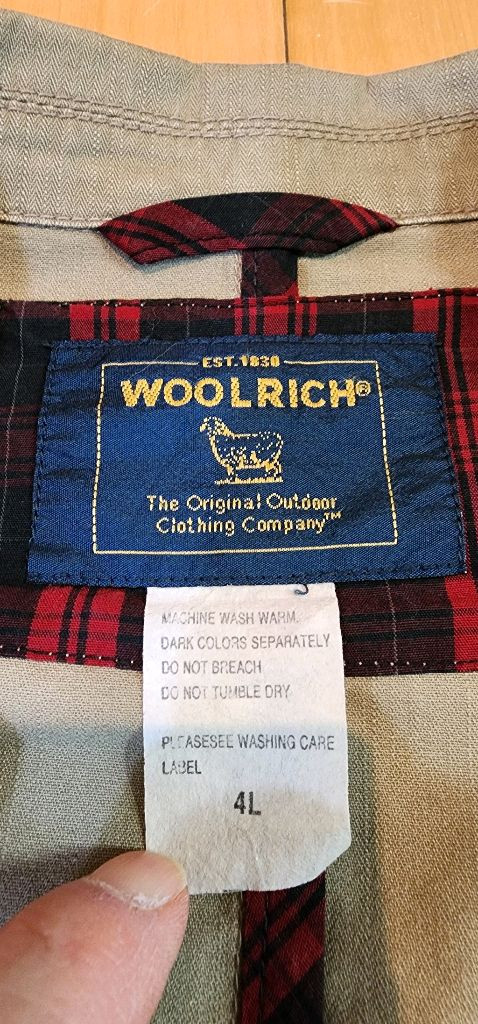 EST. 1830
WOOLRICH®
The Original Outdoor
Clothing Company™
MACHINE WASH WARM.
DARK COLORS SEPARATELY
DO NOT BREACH
DO NOT TUMBLE DRY
PLEASESEE WASHING CARE
LABEL
4L